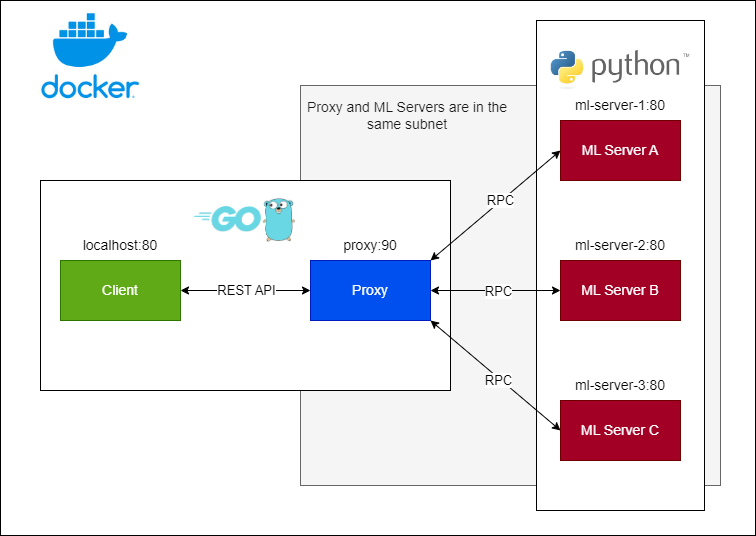 docker
python™
Proxy and ML Servers are in the
same subnet
ml-server-1:80
ML Server A
RPC
GO
localhost:80
proxy:90
ml-server-2:80
Client
REST API
Proxy
RPC
ML Server B
RPC
ml-server-3:80
ML Server C